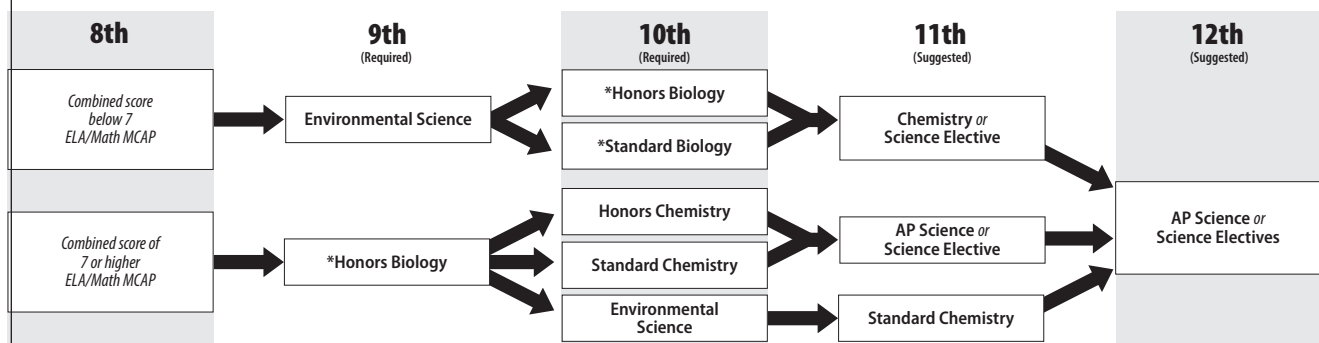 8th
9th
(Required)
10th
(Required)
11th
(Suggested)
12th
(Suggested)
Combined score
below 7
ELA/Math MCAP
Environmental Science
*Honors Biology
*Standard Biology
Chemistry or
Science Elective
Combined score of
7 or higher
ELA/Math MCAP
*Honors Biology
Honors Chemistry
Standard Chemistry
Environmental
Science
AP Science or
Science Elective
Standard Chemistry
AP Science or
Science Electives